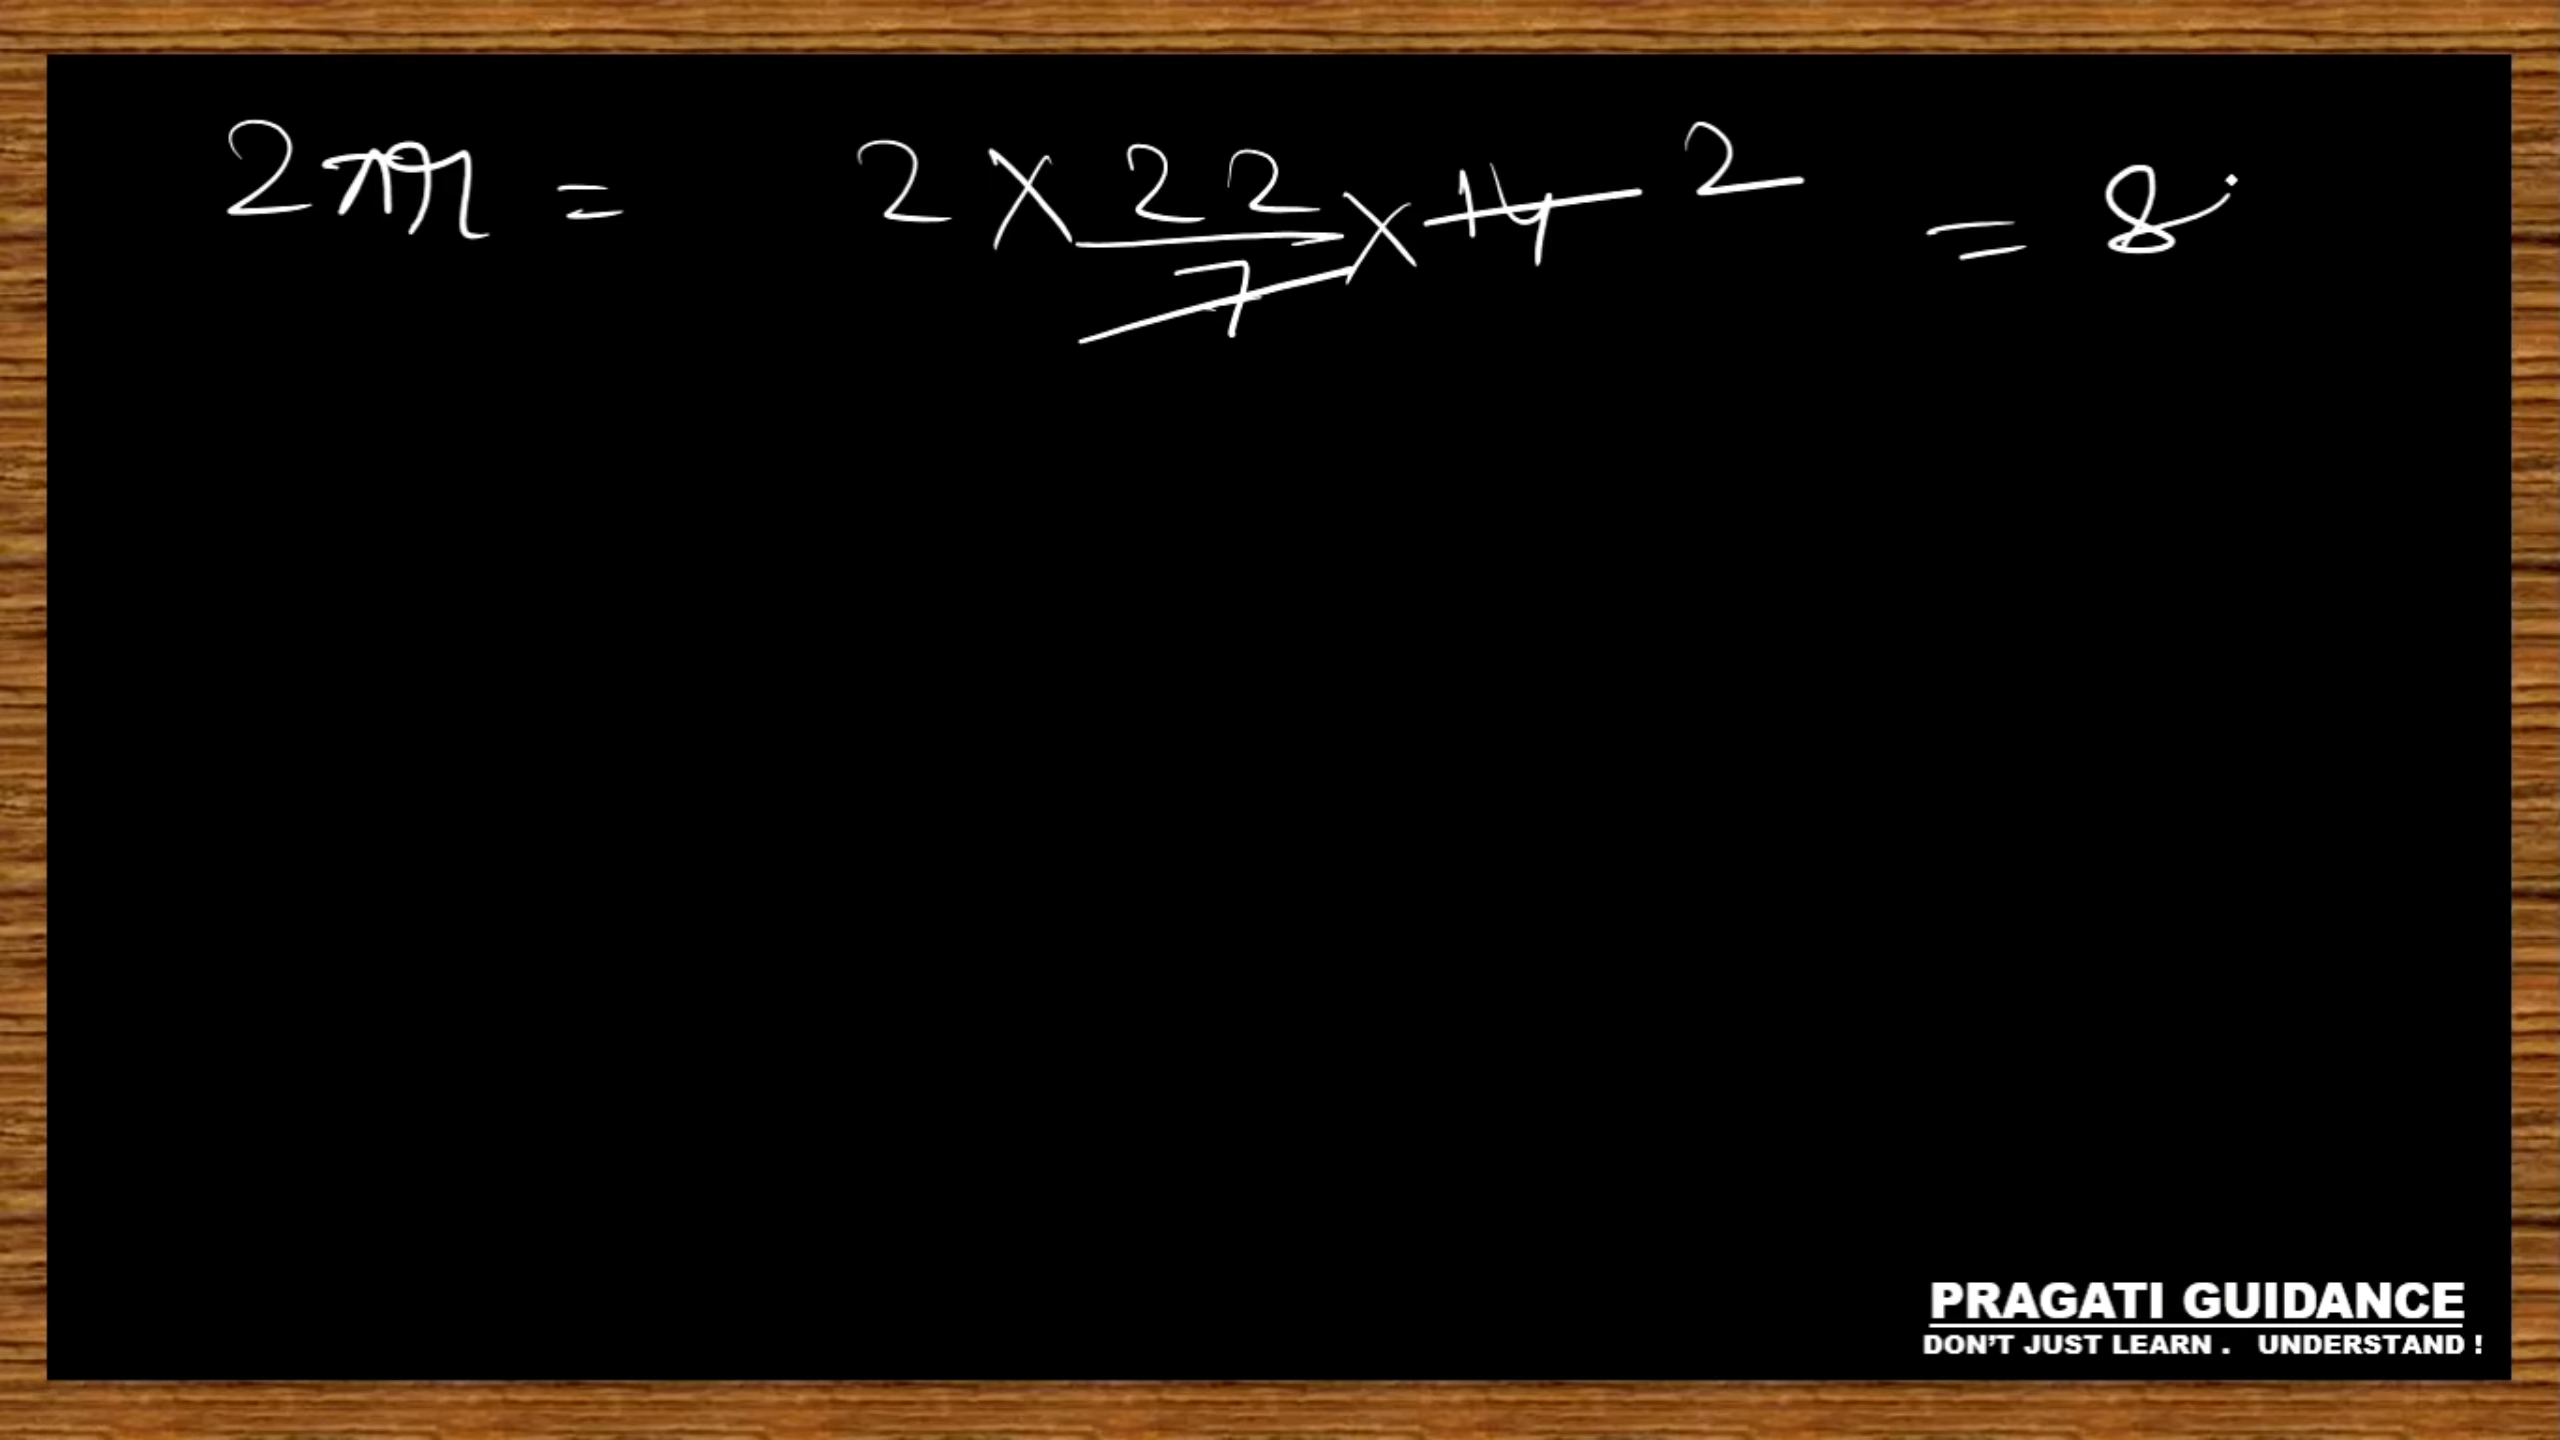 2πr = 2 × 22/7 × 14 2 = 8
PRAGATI GUIDANCE
DON'T JUST LEARN . UNDERSTAND !